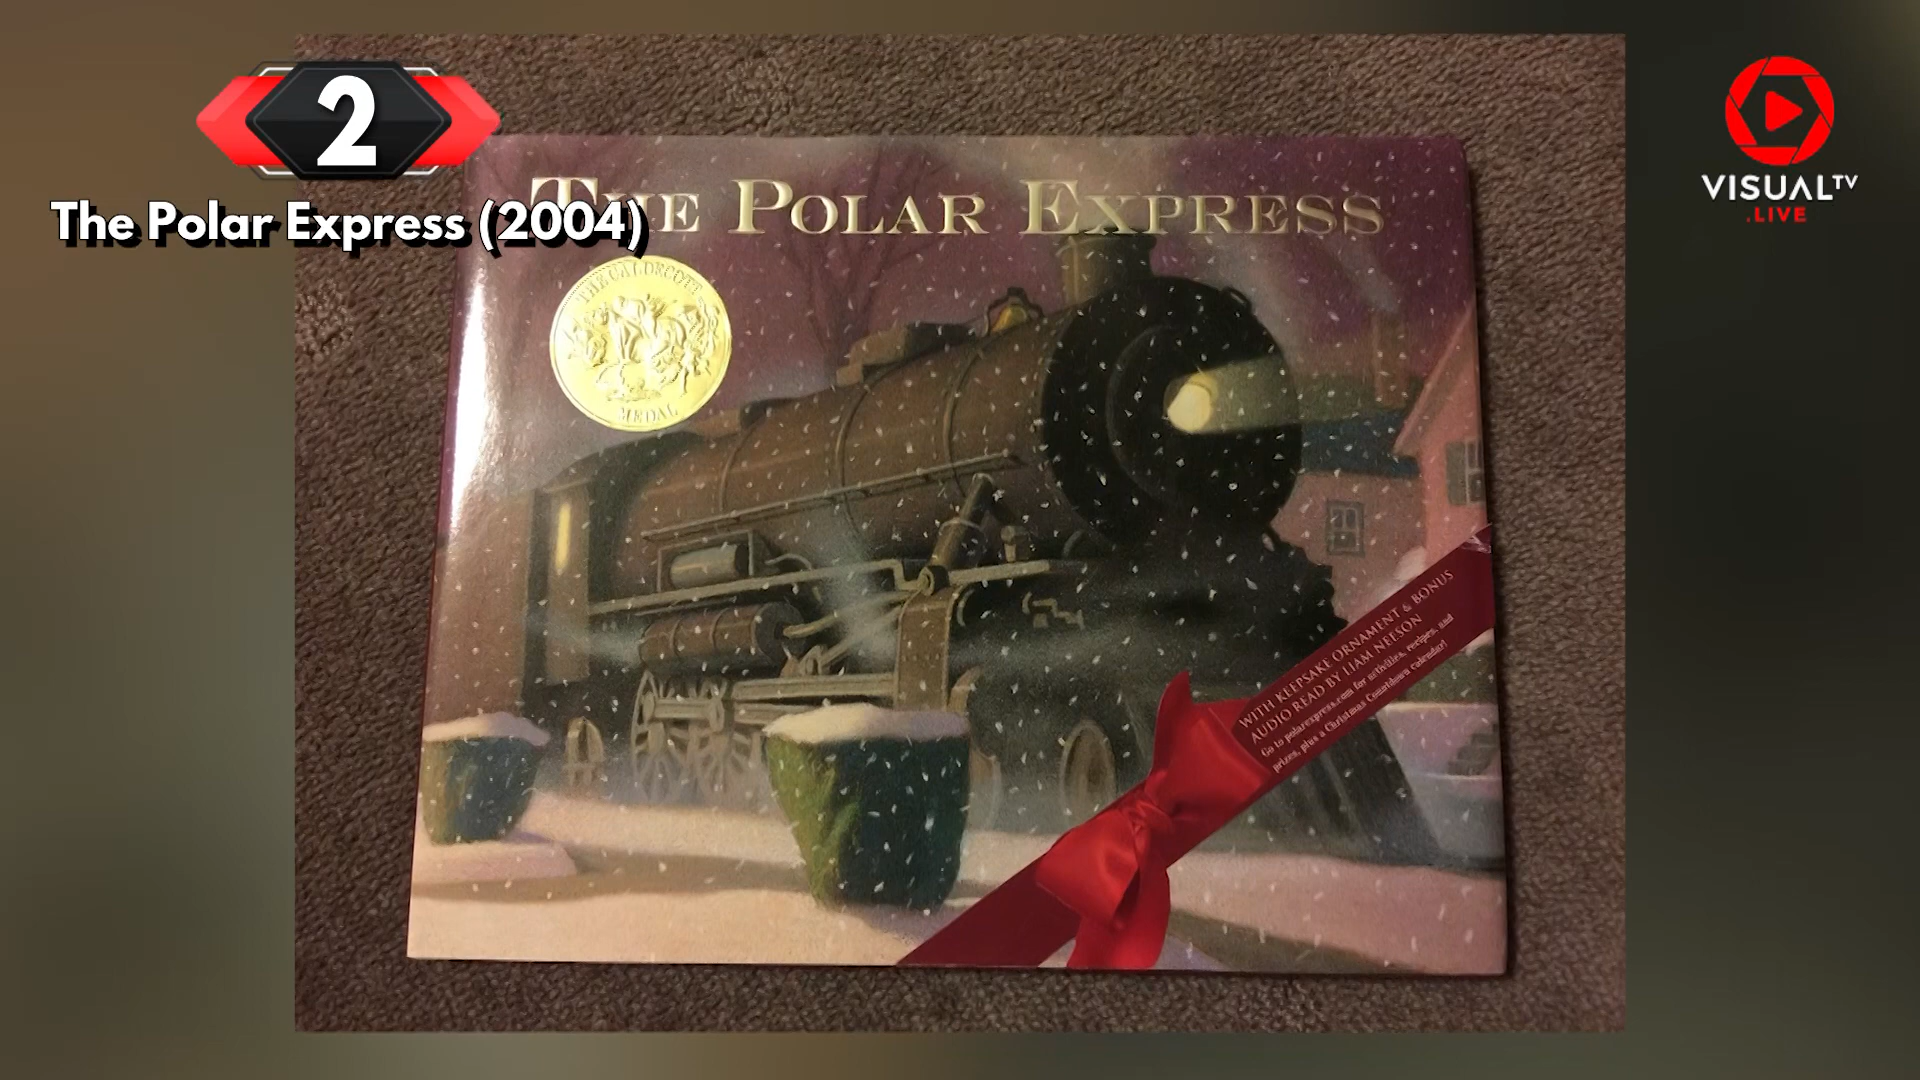 2
The Polar Express (2004)
VISUAL TV
.LIVE
THE POLAR EXPRESS
THE CALDECOTT
MEDAL
WITH KEEPSAKE ORNAMENT & BONUS
AUDIO READ BY LIAM NEESON
Go to polarexpress.com for activities, recipes, and
prizes, plus a Christmas Countdown calendar!